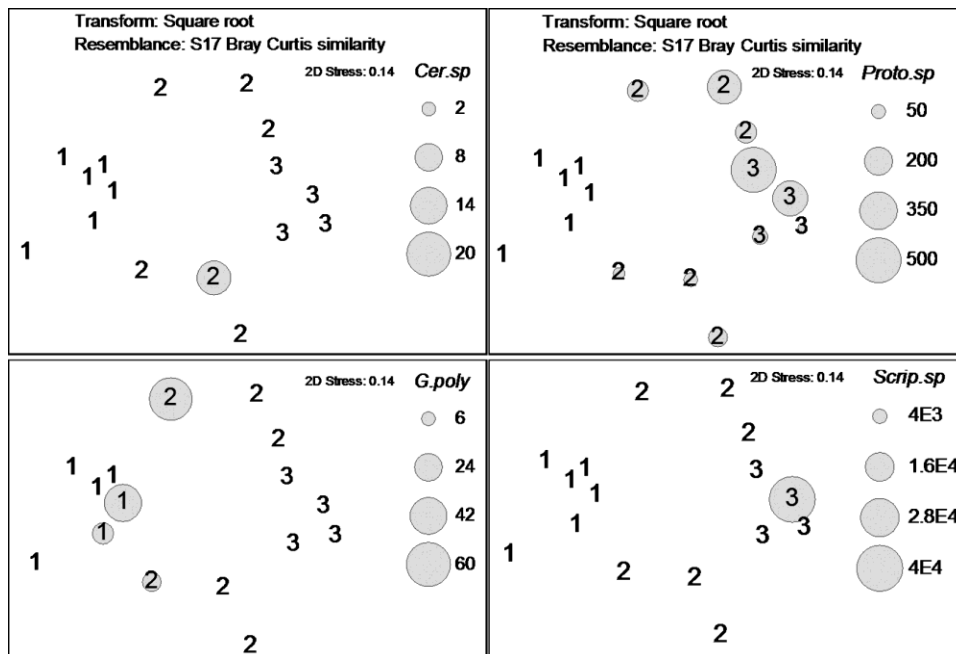 Transform: Square root
Resemblance: S17 Bray Curtis similarity
2D Stress: 0.14 Cer.sp
2 2
2
2
1 8
1 3
1
1 3 14
1 3
3
1 20
2 2
2
Transform: Square root
Resemblance: S17 Bray Curtis similarity
2D Stress: 0.14 Proto.sp
2 2 50
2
1 200
1 3
1
1 3 350
1 3
3
1 500
2 2
2
2D Stress: 0.14 G.poly
2 2
6
2
1 24
1 3
1
1 3 42
1 3
3
1 60
2 2
2
2D Stress: 0.14 Scrip.sp
2 2
4E3
2
1 1.6E4
1 3
1
1 3 2.8E4
1 3
3
1 4E4
2 2
2